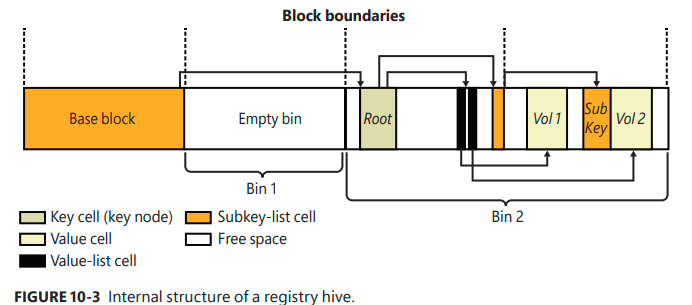 Block boundaries
Base block
Empty bin
Root
Vol 1
Sub
Key
Vol 2
Bin 1
Bin 2
Key cell (key node)
Subkey-list cell
Value cell
Free space
Value-list cell
FIGURE 10-3 Internal structure of a registry hive.